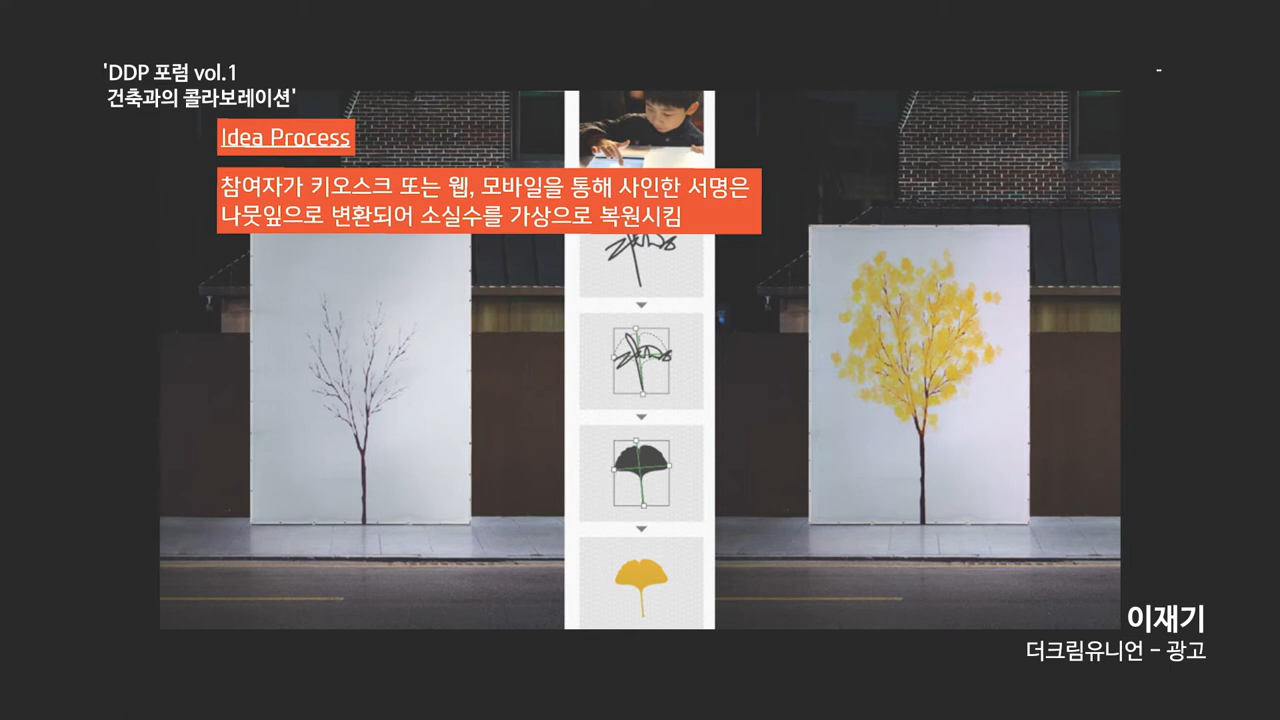 'DDP 포럼 vol.1
건축과의 콜라보레이션'
Idea Process
참여자가 키오스크 또는 웹, 모바일을 통해 사인한 서명은
나뭇잎으로 변환되어 소실수를 가상으로 복원시킴
이재기
더크림유니언 - 광고